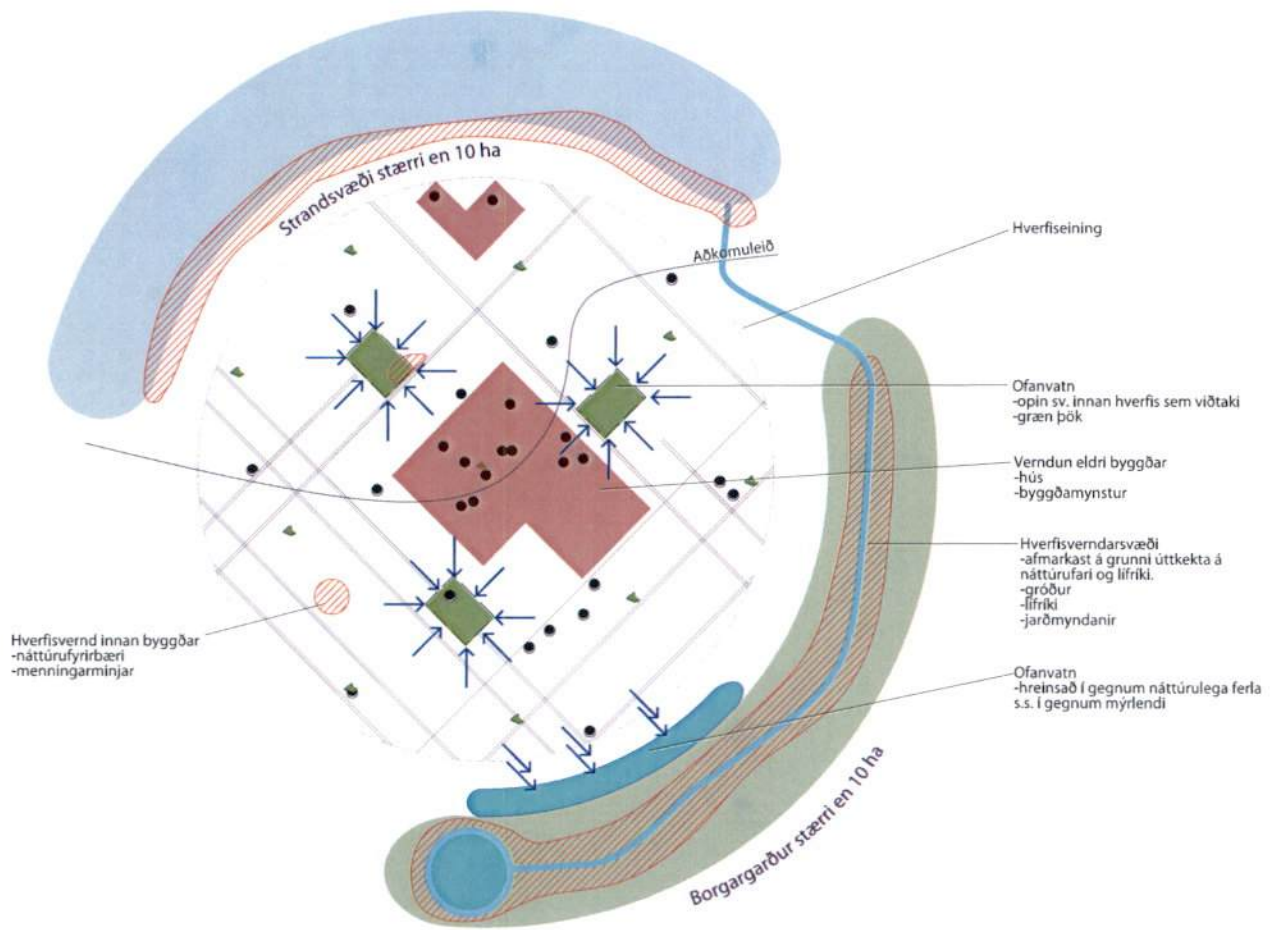 Strandsvæði stærri en 10 ha
Aðkomuleið
Hverfiseining
Ofanvatn
-opin sv. innan hverfis sem viðtaki
-græn þök
Verndun eldri byggðar
-hús
-byggðamynstur
Hverfisverndarsvæði
-afmarkast á grunni úttkekta á
náttúrufari og lífríki.
-gróður
-lífríki
-jarðmyndanir
Hverfisvernd innan byggðar
-náttúrufyrirbæri
-menningarminjar
Ofanvatn
-hreinsað í gegnum náttúrulega ferla
s.s. í gegnum mýrlendi
Borgargarður stærri en 10 ha